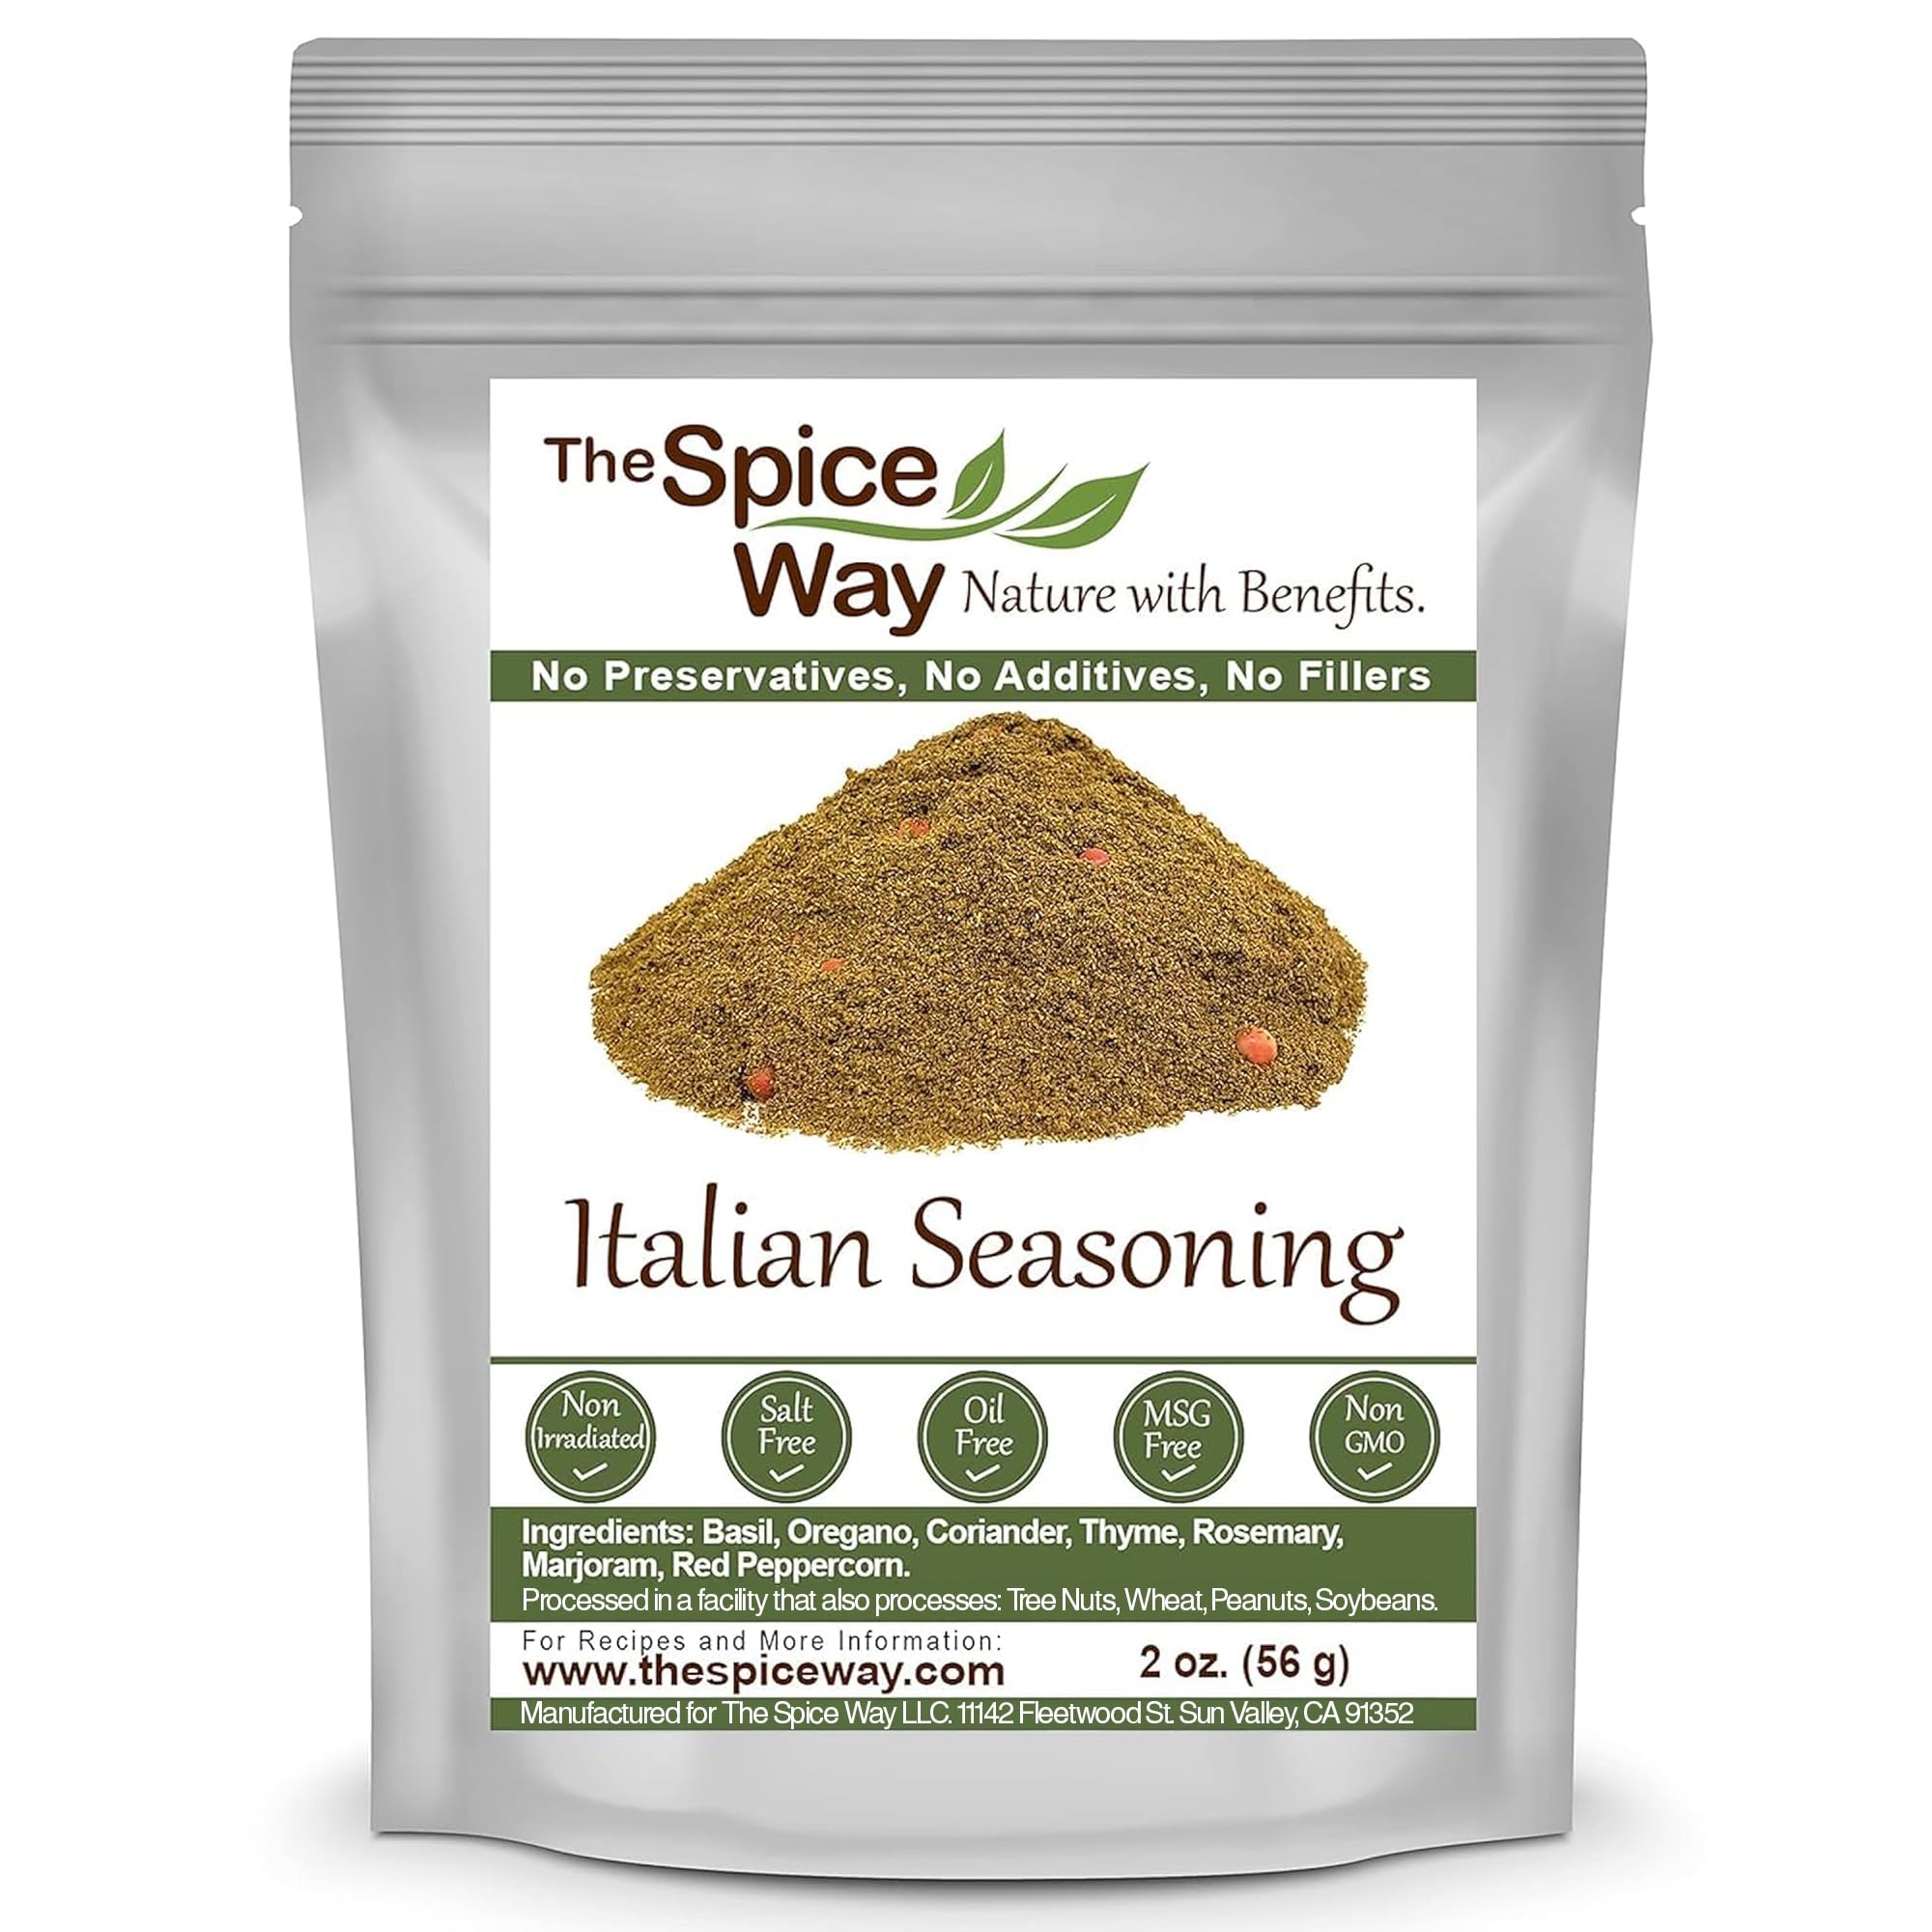 The Spice
Way Nature with Benefits.
No Preservatives, No Additives, No Fillers
Italian Seasoning
Non
Irradiated
Salt
Free
Oil
Free
MSG
Free
Non
GMO
Ingredients: Basil, Oregano, Coriander, Thyme, Rosemary,
Marjoram, Red Peppercorn.
Processed in a facility that also processes: Tree Nuts, Wheat, Peanuts, Soybeans.
For Recipes and More Information:
www.thespiceway.com
2 oz. (56 g)
Manufactured for The Spice Way LLC. 11142 Fleetwood St. Sun Valley, CA 91352